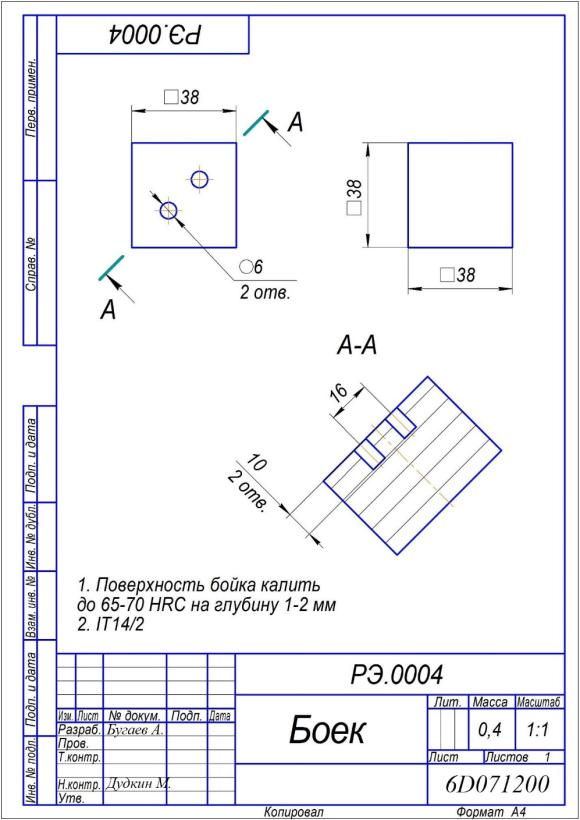 РЭ.0004
Перв. примен.
Справ. №
Подп. и дата
Инв. № дубл.
Взам. инв. №
Подп. и дата
Инв. № подл.
□38
А
○6
2 отв.
А
□38
□38
А-А
16
10
2 отв.
1. Поверхность бойка калить
до 65-70 HRC на глубину 1-2 мм
2. IT14/2
РЭ.0004
Изм. Лист № докум. Подп. Дата
Разраб. Бугаев А.
Пров.
Т.контр.
Н.контр. Дудкин М.
Утв.
Боек
Лит. Масса Масштаб
0,4 1:1
Лист Листов 1
6D071200
Копировал Формат А4